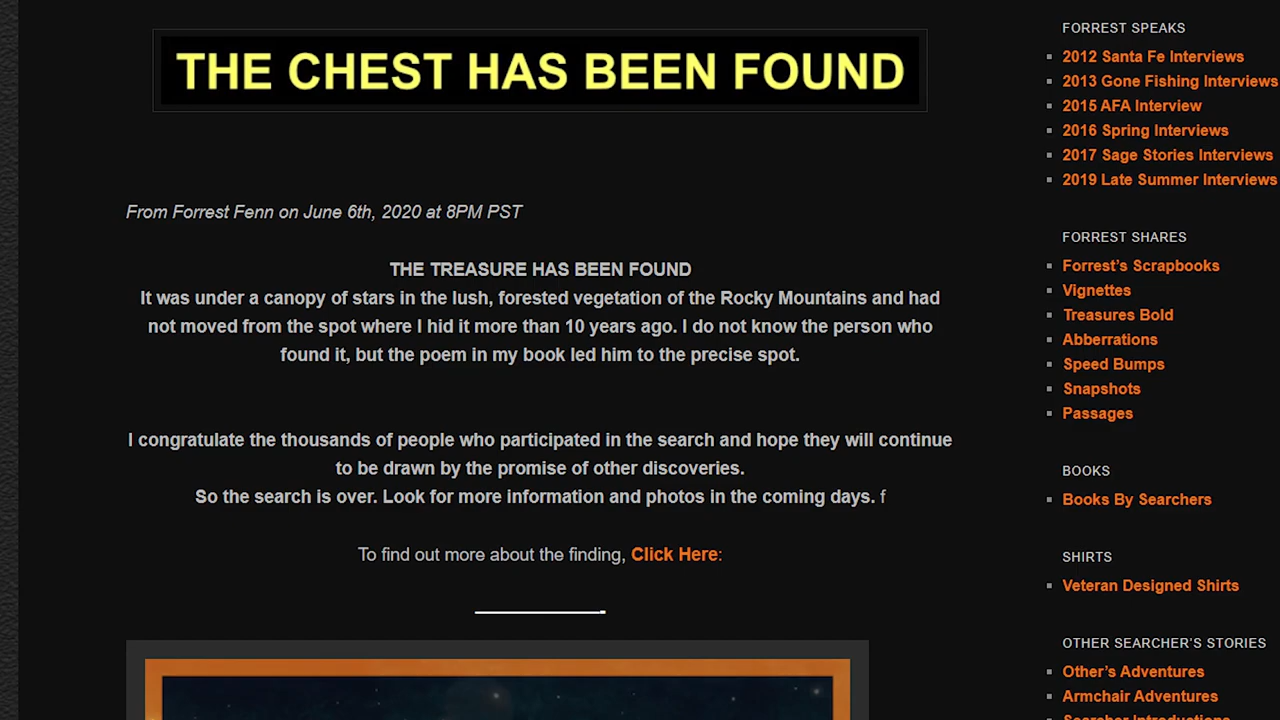 THE CHEST HAS BEEN FOUND
From Forrest Fenn on June 6th, 2020 at 8PM PST
THE TREASURE HAS BEEN FOUND
It was under a canopy of stars in the lush, forested vegetation of the Rocky Mountains and had
not moved from the spot where I hid it more than 10 years ago. I do not know the person who
found it, but the poem in my book led him to the precise spot.
I congratulate the thousands of people who participated in the search and hope they will continue
to be drawn by the promise of other discoveries.
So the search is over. Look for more information and photos in the coming days. f
To find out more about the finding, Click Here:
FORREST SPEAKS
2012 Santa Fe Interviews
2013 Gone Fishing Interviews
2015 AFA Interview
2016 Spring Interviews
2017 Sage Stories Interviews
2019 Late Summer Interviews
FORREST SHARES
Forrest's Scrapbooks
Vignettes
Treasures Bold
Abberrations
Speed Bumps
Snapshots
Passages
BOOKS
Books By Searchers
SHIRTS
Veteran Designed Shirts
OTHER SEARCHER'S STORIES
Other's Adventures
Armchair Adventures
Searcher Introductions